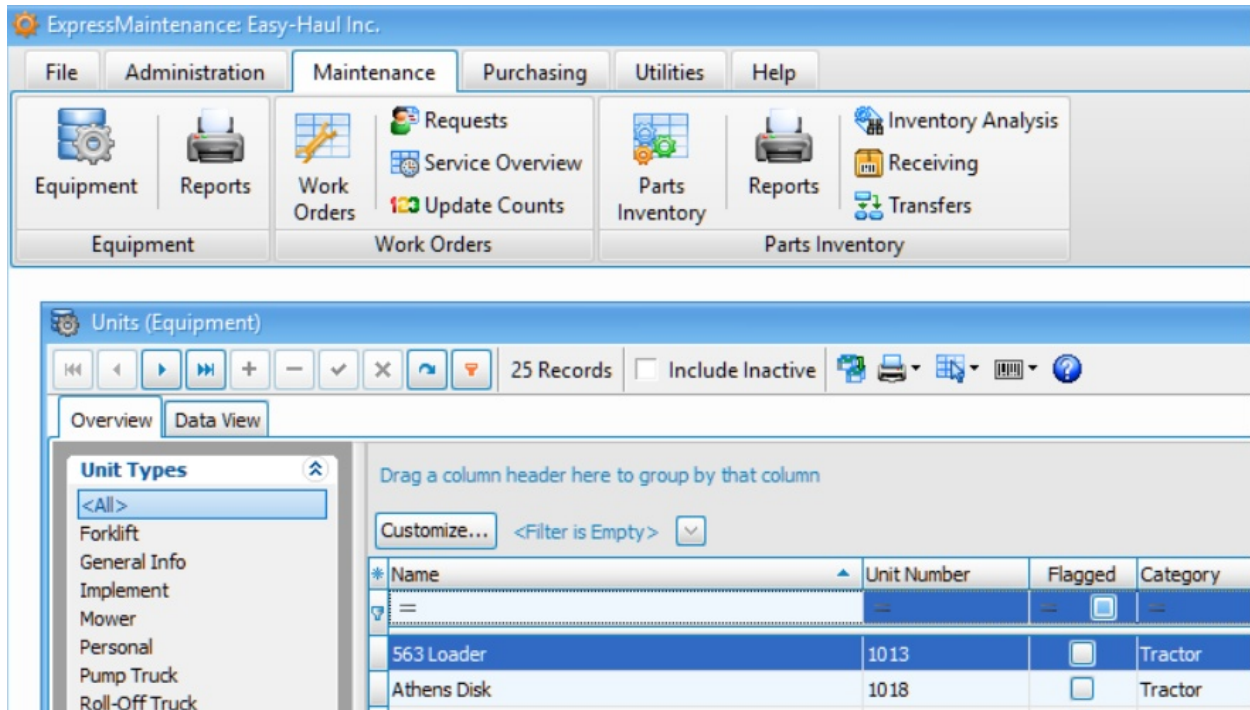 ExpressMaintenance: Easy-Haul Inc.
File Administration Maintenance Purchasing Utilities Help
Equipment
Reports
Work
Orders
Requests
Service Overview
123 Update Counts
Parts
Inventory
Reports
Inventory Analysis
Receiving
Transfers
Equipment Work Orders Parts Inventory
Units (Equipment)
25 Records Include Inactive
Overview Data View
Unit Types
<All>
Forklift
General Info
Implement
Mower
Personal
Pump Truck
Roll-Off Truck
Drag a column header here to group by that column
Customize... <Filter is Empty>
Name Unit Number Flagged Category
= = = =
563 Loader 1013 Tractor
Athens Disk 1018 Tractor